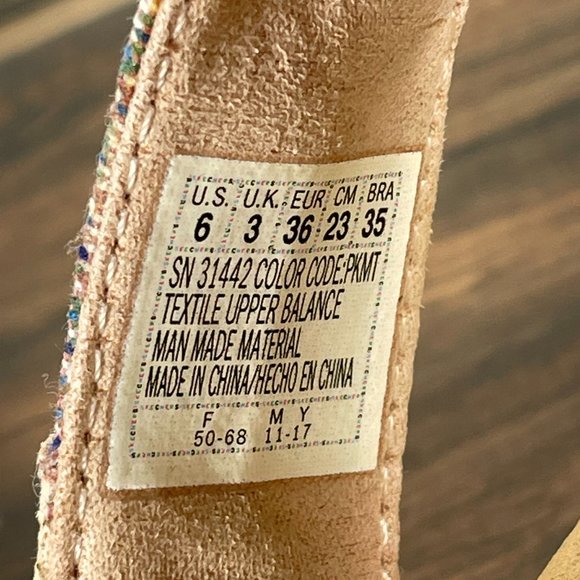 U.S. U.K. EUR CM BRA
6 3 36 23 35
SN 31442 COLOR CODE:PKMT
TEXTILE UPPER BALANCE
MAN MADE MATERIAL
MADE IN CHINA/HECHO EN CHINA
F M Y
50-68 11-17